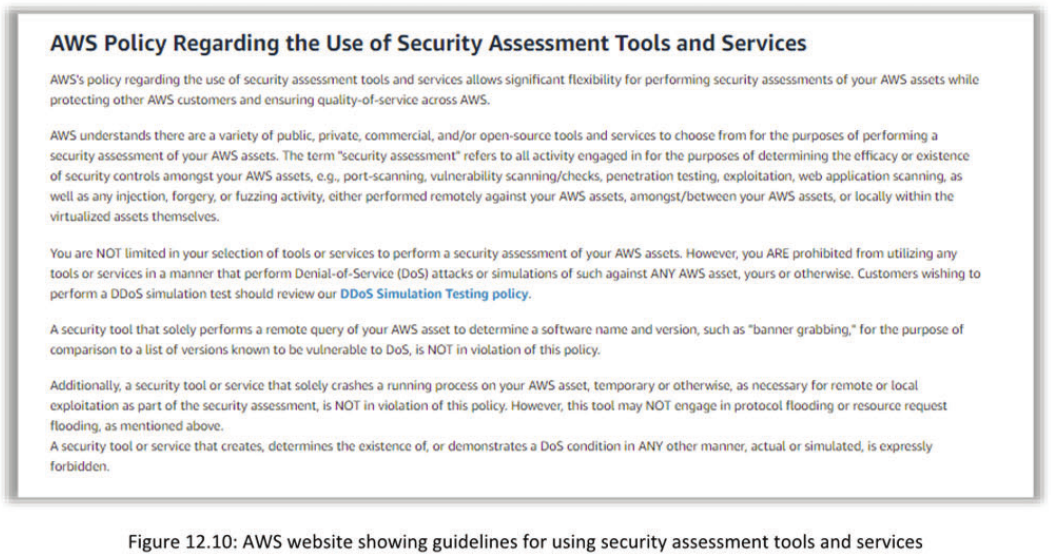 AWS Policy Regarding the Use of Security Assessment Tools and Services
AWS's policy regarding the use of security assessment tools and services allows significant flexibility for performing security assessments of your AWS assets while
protecting other AWS customers and ensuring quality-of-service across AWS.
AWS understands there are a variety of public, private, commercial, and/or open-source tools and services to choose from for the purposes of performing a
security assessment of your AWS assets. The term "security assessment" refers to all activity engaged in for the purposes of determining the efficacy or existence
of security controls amongst your AWS assets, e.g., port-scanning, vulnerability scanning/checks, penetration testing, exploitation, web application scanning, as
well as any injection, forgery, or fuzzing activity, either performed remotely against your AWS assets, amongst/between your AWS assets, or locally within the
virtualized assets themselves.
You are NOT limited in your selection of tools or services to perform a security assessment of your AWS assets. However, you ARE prohibited from utilizing any
tools or services in a manner that perform Denial-of-Service (DoS) attacks or simulations of such against ANY AWS asset, yours or otherwise. Customers wishing to
perform a DDoS simulation test should review our DDoS Simulation Testing policy.
A security tool that solely performs a remote query of your AWS asset to determine a software name and version, such as "banner grabbing," for the purpose of
comparison to a list of versions known to be vulnerable to DoS, is NOT in violation of this policy.
Additionally, a security tool or service that solely crashes a running process on your AWS asset, temporary or otherwise, as necessary for remote or local
exploitation as part of the security assessment, is NOT in violation of this policy. However, this tool may NOT engage in protocol flooding or resource request
flooding, as mentioned above.
A security tool or service that creates, determines the existence of, or demonstrates a DoS condition in ANY other manner, actual or simulated, is expressly
forbidden.
Figure 12.10: AWS website showing guidelines for using security assessment tools and services